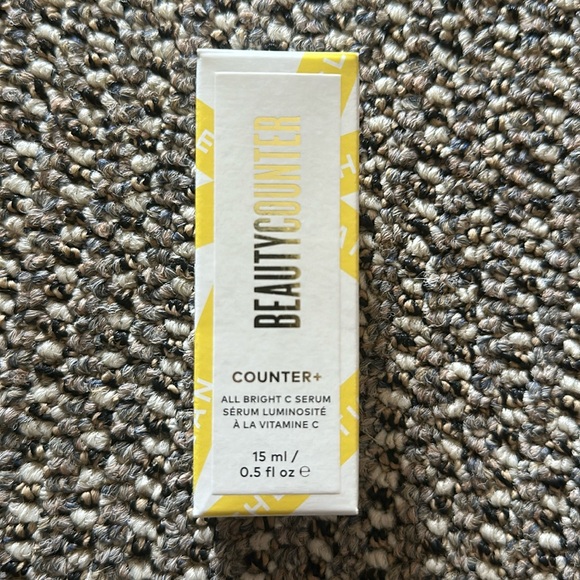 BEAUTYCOUNTER
COUNTER+
ALL BRIGHT C SERUM
SÉRUM LUMINOSITÉ
À LA VITAMINE C
15 ml /
0.5 fl oz ℮